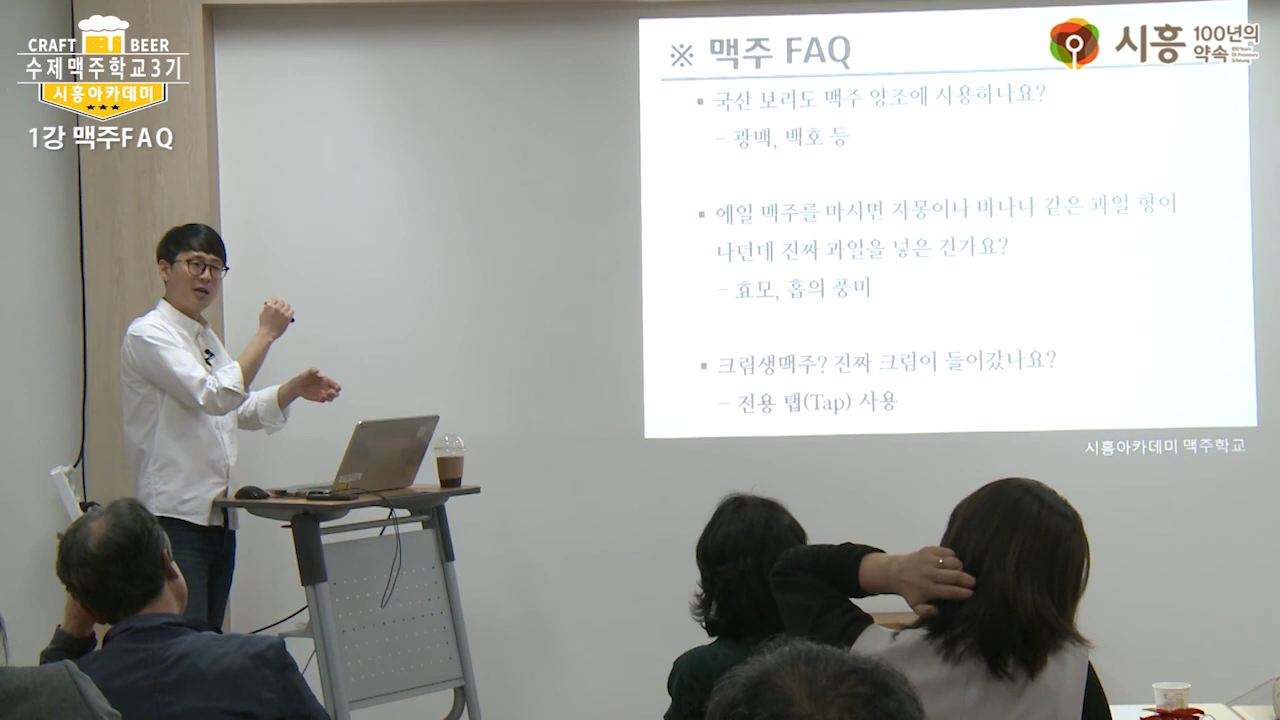 CRAFT BEER
수제맥주학교3기
시흥아카데미
1강 맥주FAQ
시흥 100년의 약속
※ 맥주 FAQ
▪ 국산 보리도 맥주 양조에 사용하나요?
– 광맥, 백호 등
▪ 에일 맥주를 마시면 자몽이나 바나나 같은 과일 향이
나던데 진짜 과일을 넣은 건가요?
– 효모, 홉의 풍미
▪ 크림생맥주? 진짜 크림이 들어갔나요?
– 전용 탭(Tap) 사용
시흥아카데미 맥주학교